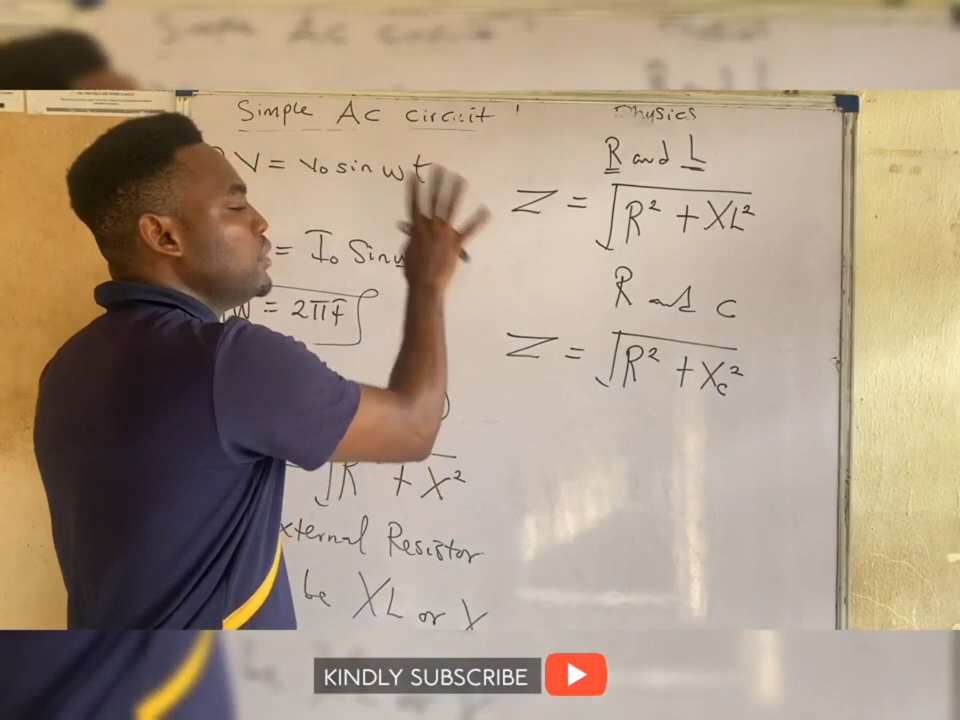 Simple AC circuit
V = Vo sin wt
= Io Sin
W = 2πf
√R + X²
External Resistor
be XL or X
Physics
R and L
Z = √R² + XL²
R and c
Z = √R² + Xc²
KINDLY SUBSCRIBE